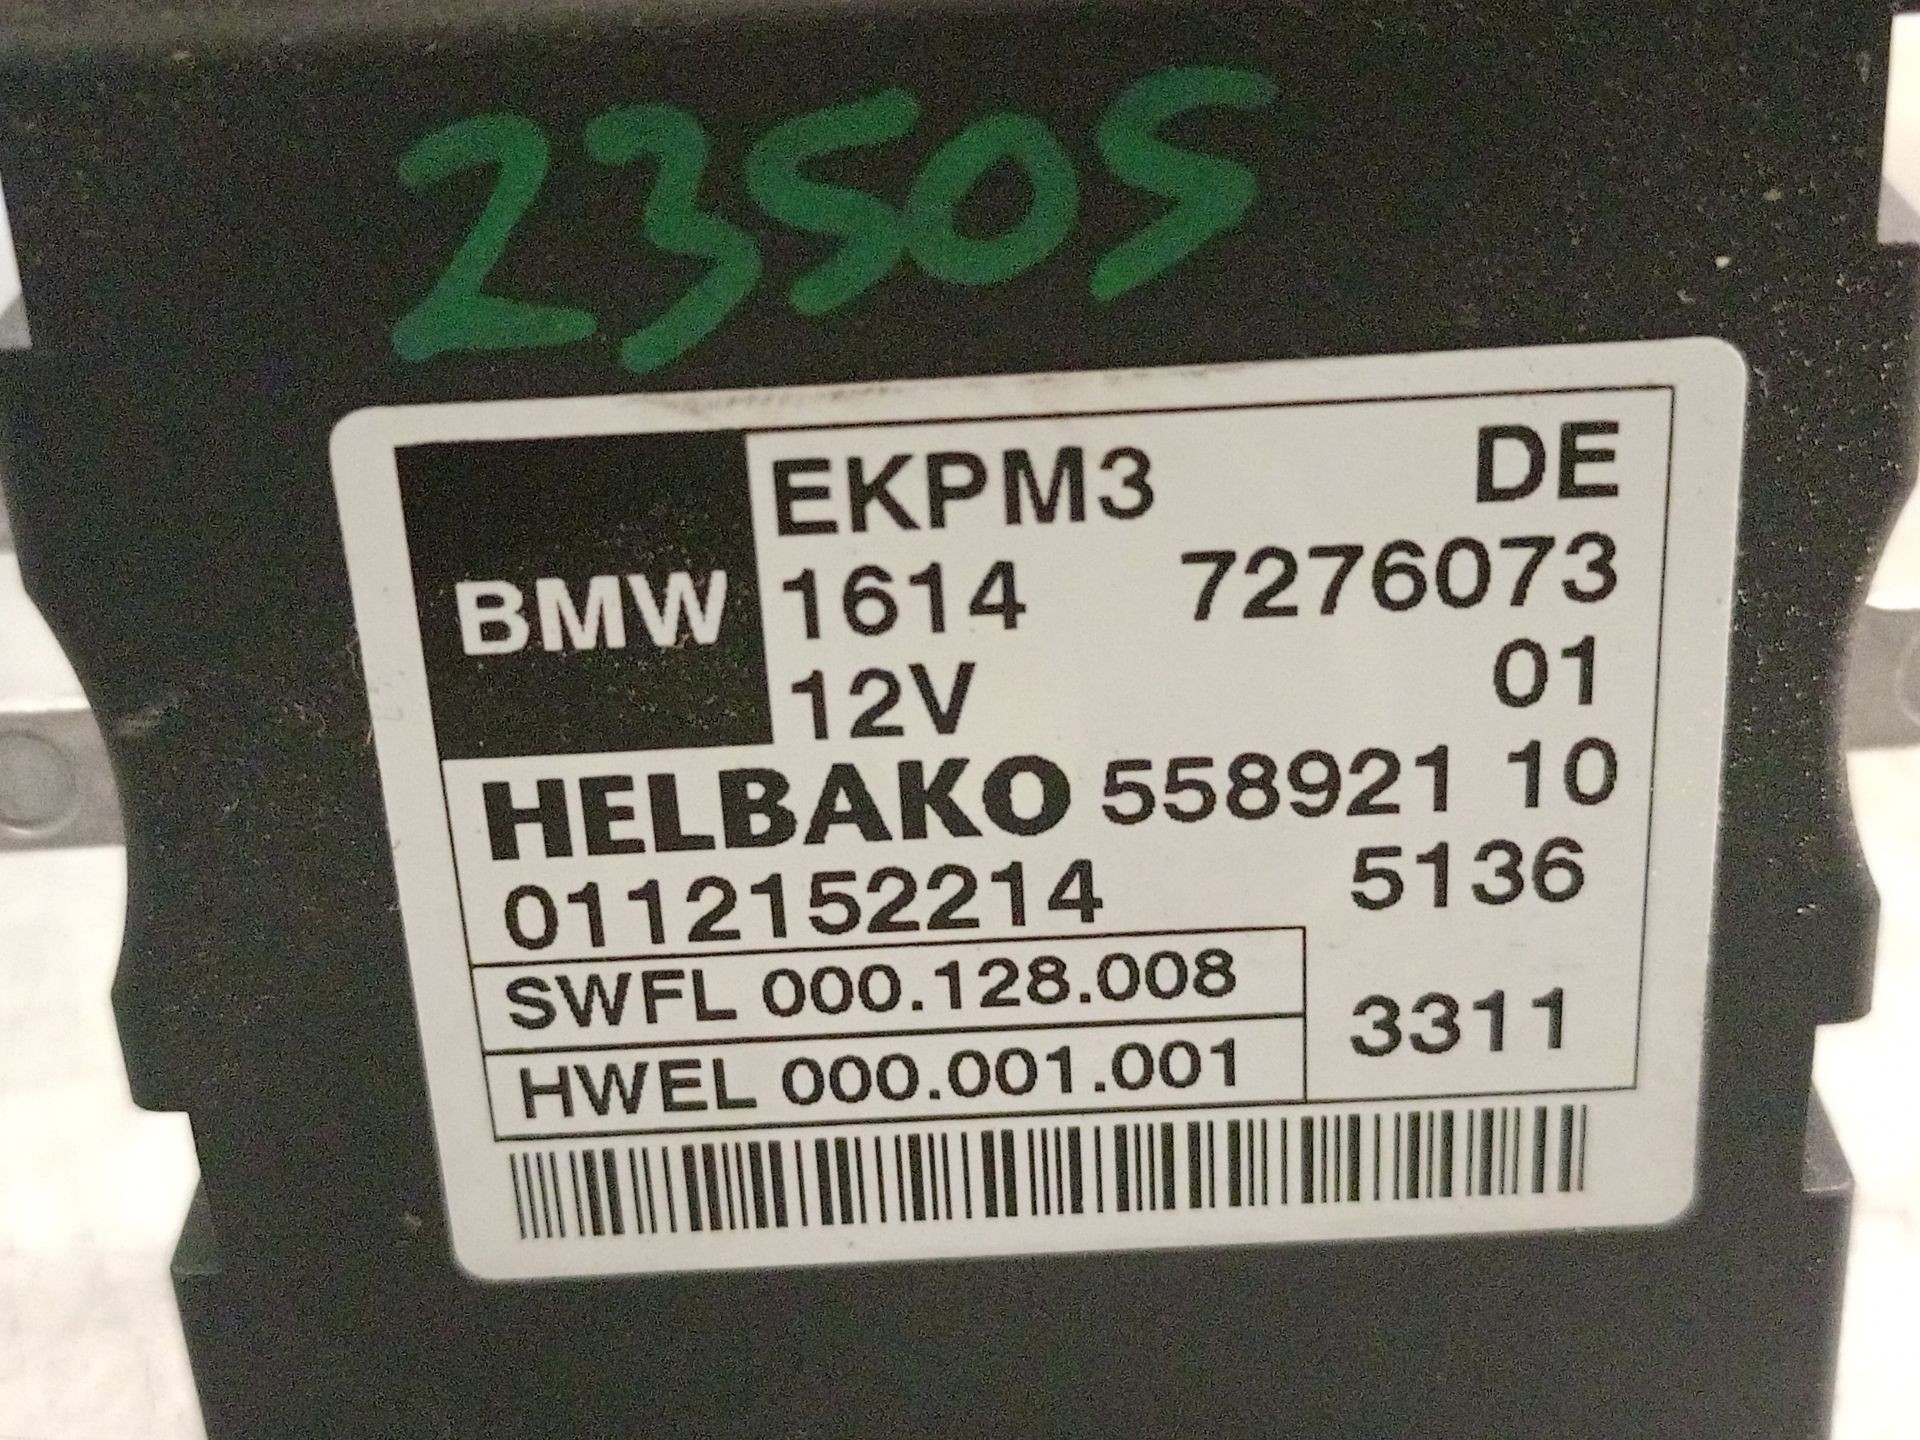 23505
EKPM3 DE
BMW 1614 7276073
12V 01
HELBAKO 558921 10
0112152214 5136
SWFL 000.128.008
3311
HWEL 000.001.001